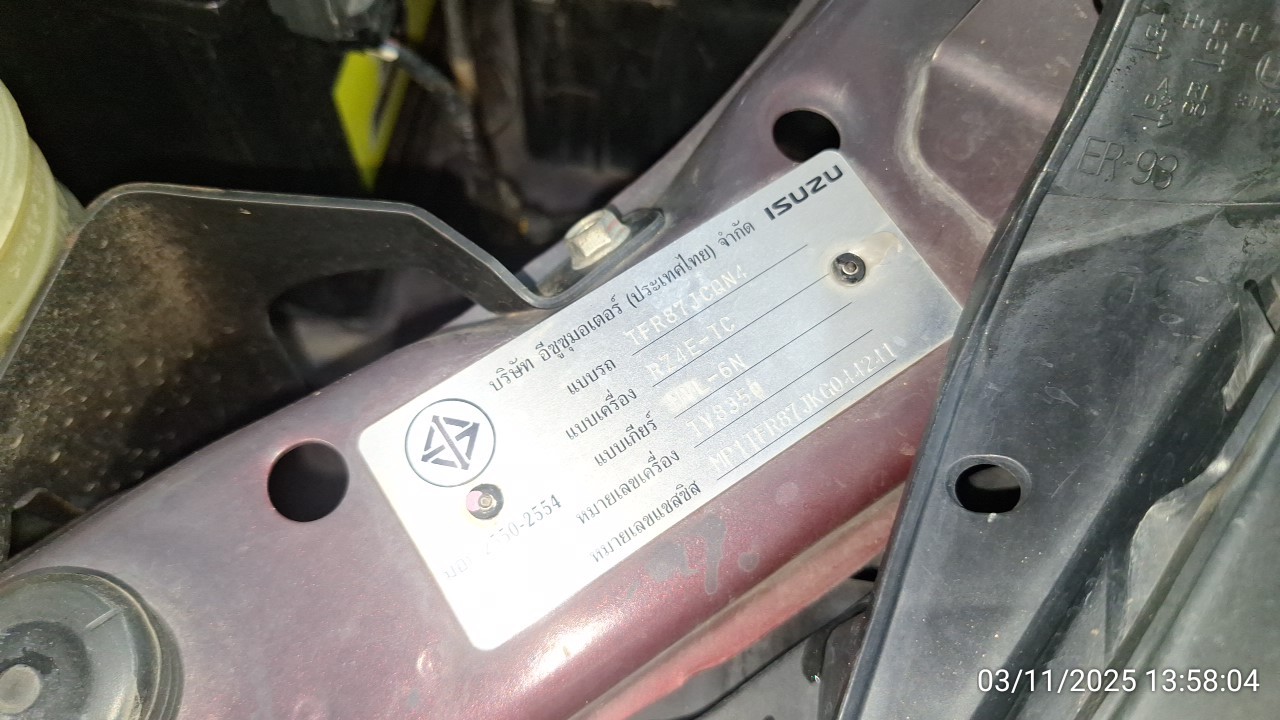 ISUZU
บริษัท อีซูซุมอเตอร์ (ประเทศไทย) จำกัด
แบบรถ TFR87JCQN4
แบบเครื่อง RZ4E-TC
แบบเกียร์ -6N
หมายเลขเครื่อง TV8350
หมายเลขแชสซิส MP1TFR87JKG044241
-2554
ER-93
03/11/2025 13:58:04